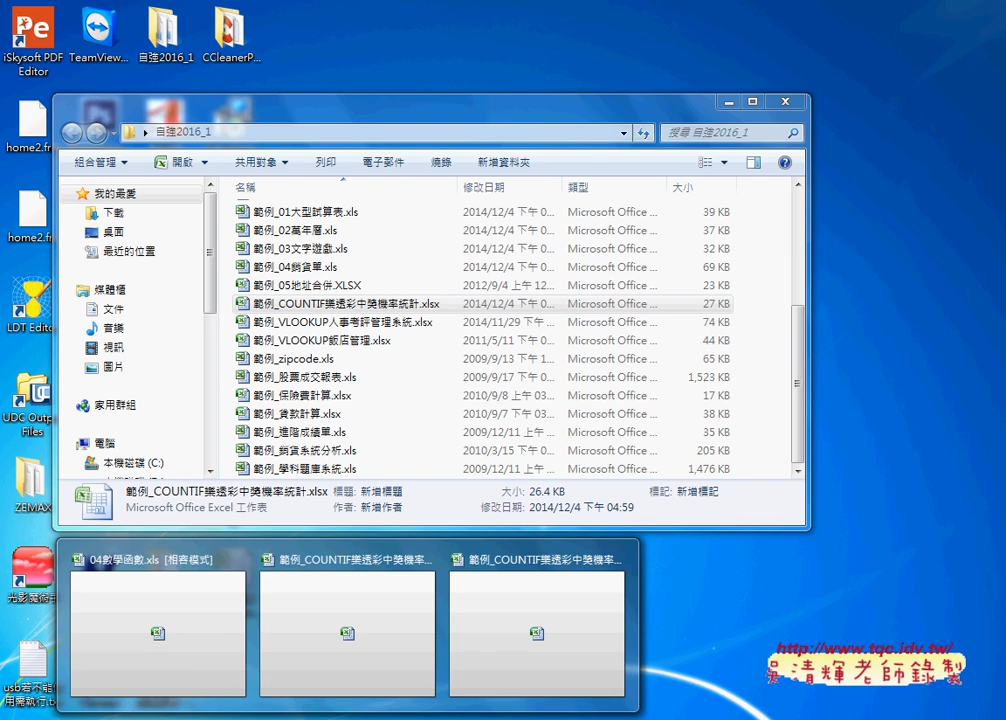 iSkysoft PDF Editor
TeamView...
自強2016_1
CCleanerP...
home2.fr
home2.fr
LDT Edito
UDC Outp
Files
ZEMAX
光影魔術手
usb若不能
用需執行.b
自強2016_1
搜尋 自強2016_1
組合管理
開啟
共用對象
列印
電子郵件
燒錄
新增資料夾
我的最愛
下載
桌面
最近的位置
媒體櫃
文件
音樂
視訊
圖片
家用群組
電腦
本機磁碟 (C:)
名稱 修改日期 類型 大小
範例_01大型試算表.xls 2014/12/4 下午 0... Microsoft Office ... 39 KB
範例_02萬年曆.xls 2014/12/4 下午 0... Microsoft Office ... 37 KB
範例_03文字遊戲.xls 2014/12/4 下午 0... Microsoft Office ... 32 KB
範例_04銷貨單.xls 2014/12/4 下午 0... Microsoft Office ... 69 KB
範例_05地址合併.XLSX 2012/9/4 上午 12... Microsoft Office ... 23 KB
範例_COUNTIF樂透彩中獎機率統計.xlsx 2014/12/4 下午 0... Microsoft Office ... 27 KB
範例_VLOOKUP人事考評管理系統.xlsx 2014/11/29 下午 ... Microsoft Office ... 74 KB
範例_VLOOKUP飯店管理.xlsx 2011/5/11 下午 0... Microsoft Office ... 44 KB
範例_zipcode.xls 2009/9/13 下午 1... Microsoft Office ... 65 KB
範例_股票成交報表.xls 2009/9/17 下午 0... Microsoft Office ... 1,523 KB
範例_保險費計算.xlsx 2010/9/8 上午 03... Microsoft Office ... 17 KB
範例_貸款計算.xlsx 2010/9/7 下午 03... Microsoft Office ... 38 KB
範例_進階成績單.xls 2009/12/11 上午 ... Microsoft Office ... 35 KB
範例_銷貨系統分析.xls 2010/3/15 下午 0... Microsoft Office ... 205 KB
範例_學科題庫系統.xls 2009/12/11 上午 ... Microsoft Office ... 1,476 KB
範例_COUNTIF樂透彩中獎機率統計.xlsx 標題: 新增標題 大小: 26.4 KB 標記: 新增標記
Microsoft Office Excel 工作表 作者: 新增作者 修改日期: 2014/12/4 下午 04:59
04數學函數.xls [相容模式]
範例_COUNTIF樂透彩中獎機率...
範例_COUNTIF樂透彩中獎機率...
http://www.tqc.idv.tw/
吳清輝老師錄製